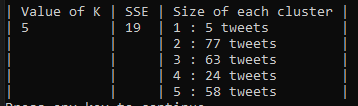 | Value of K | SSE | Size of each cluster |
| 5 | 19 | 1 : 5 tweets |
| | | 2 : 77 tweets |
| | | 3 : 63 tweets |
| | | 4 : 24 tweets |
| | | 5 : 58 tweets |